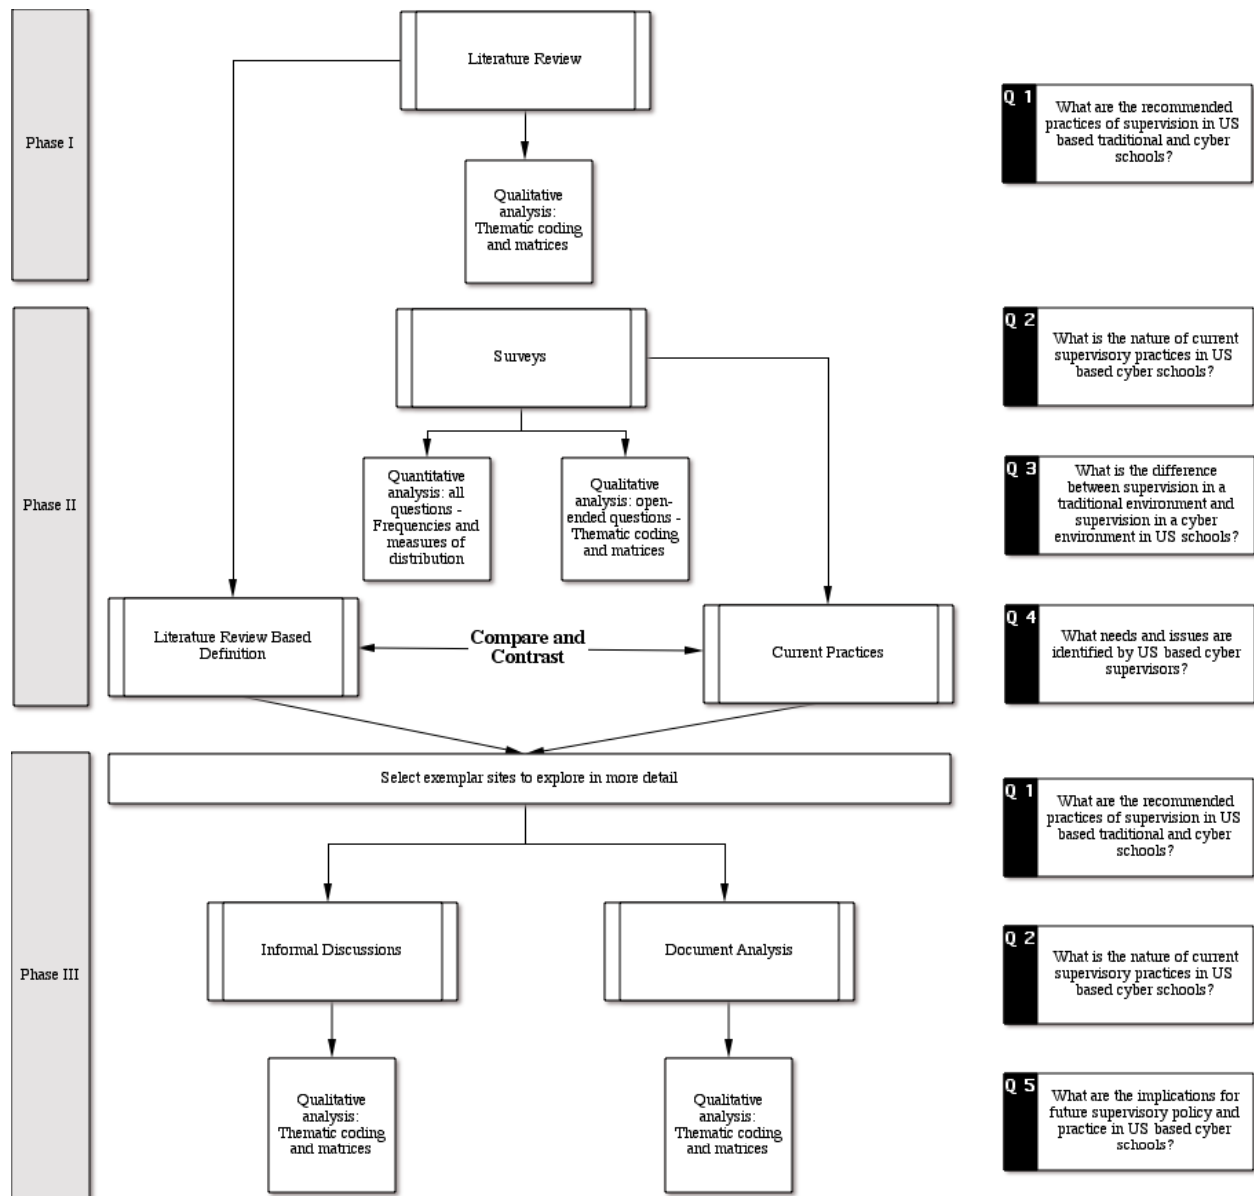 Literature Review
Phase I
Q 1
What are the recommended
practices of supervision in US
based traditional and cyber
schools?
Qualitative
analysis:
Thematic coding
and matrices
Phase II
Surveys
Q 2
What is the nature of current
supervisory practices in US
based cyber schools?
Quantitative
analysis: all
questions -
Frequencies and
measures of
distribution
Qualitative
analysis: open-
ended questions -
Thematic coding
and matrices
Q 3
What is the difference
between supervision in a
traditional environment and
supervision in a cyber
environment in US schools?
Literature Review Based
Definition
Compare and
Contrast
Current Practices
Q 4
What needs and issues are
identified by US based cyber
supervisors?
Phase III
Select exemplar sites to explore in more detail
Q 1
What are the recommended
practices of supervision in US
based traditional and cyber
schools?
Informal Discussions
Document Analysis
Q 2
What is the nature of current
supervisory practices in US
based cyber schools?
Qualitative
analysis:
Thematic coding
and matrices
Qualitative
analysis:
Thematic coding
and matrices
Q 5
What are the implications for
future supervisory policy and
practice in US based cyber
schools?